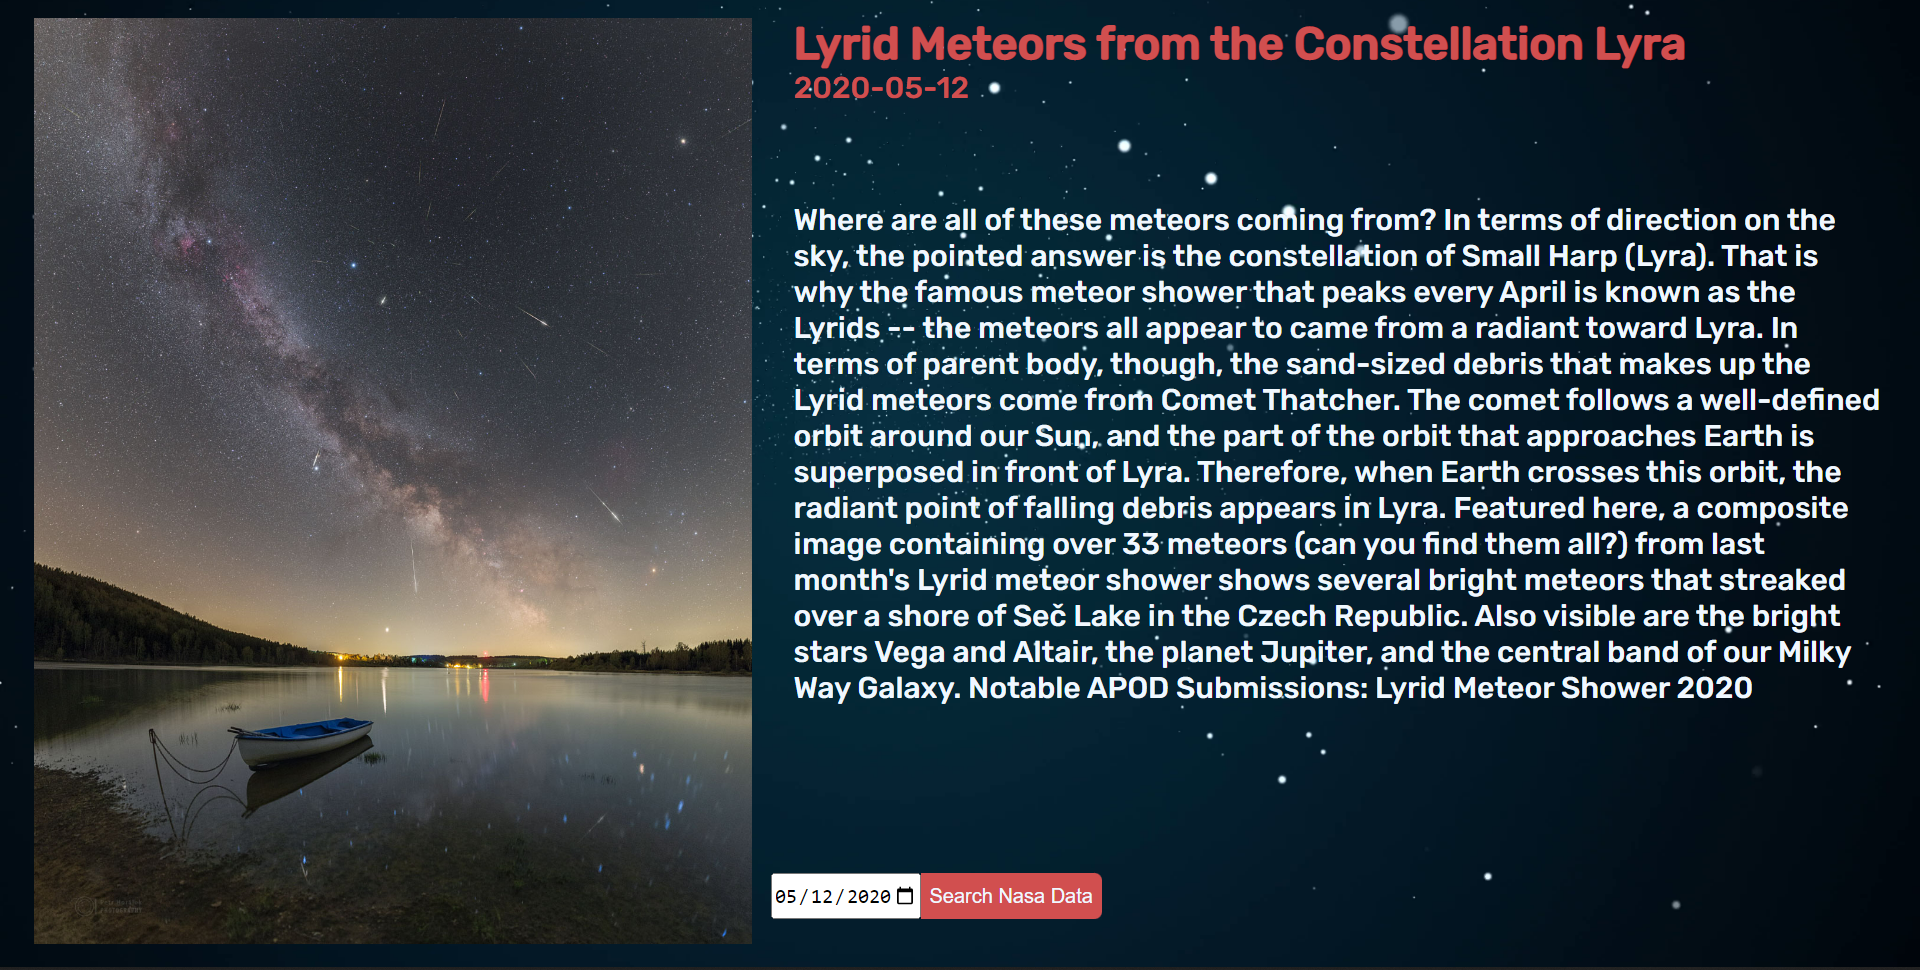 Lyrid Meteors from the Constellation Lyra
2020-05-12
Where are all of these meteors coming from? In terms of direction on the
sky, the pointed answer is the constellation of Small Harp (Lyra). That is
why the famous meteor shower that peaks every April is known as the
Lyrids -- the meteors all appear to came from a radiant toward Lyra. In
terms of parent body, though, the sand-sized debris that makes up the
Lyrid meteors come from Comet Thatcher. The comet follows a well-defined
orbit around our Sun, and the part of the orbit that approaches Earth is
superposed in front of Lyra. Therefore, when Earth crosses this orbit, the
radiant point of falling debris appears in Lyra. Featured here, a composite
image containing over 33 meteors (can you find them all?) from last
month's Lyrid meteor shower shows several bright meteors that streaked
over a shore of Seč Lake in the Czech Republic. Also visible are the bright
stars Vega and Altair, the planet Jupiter, and the central band of our Milky
Way Galaxy. Notable APOD Submissions: Lyrid Meteor Shower 2020
05/12/2020
Search Nasa Data